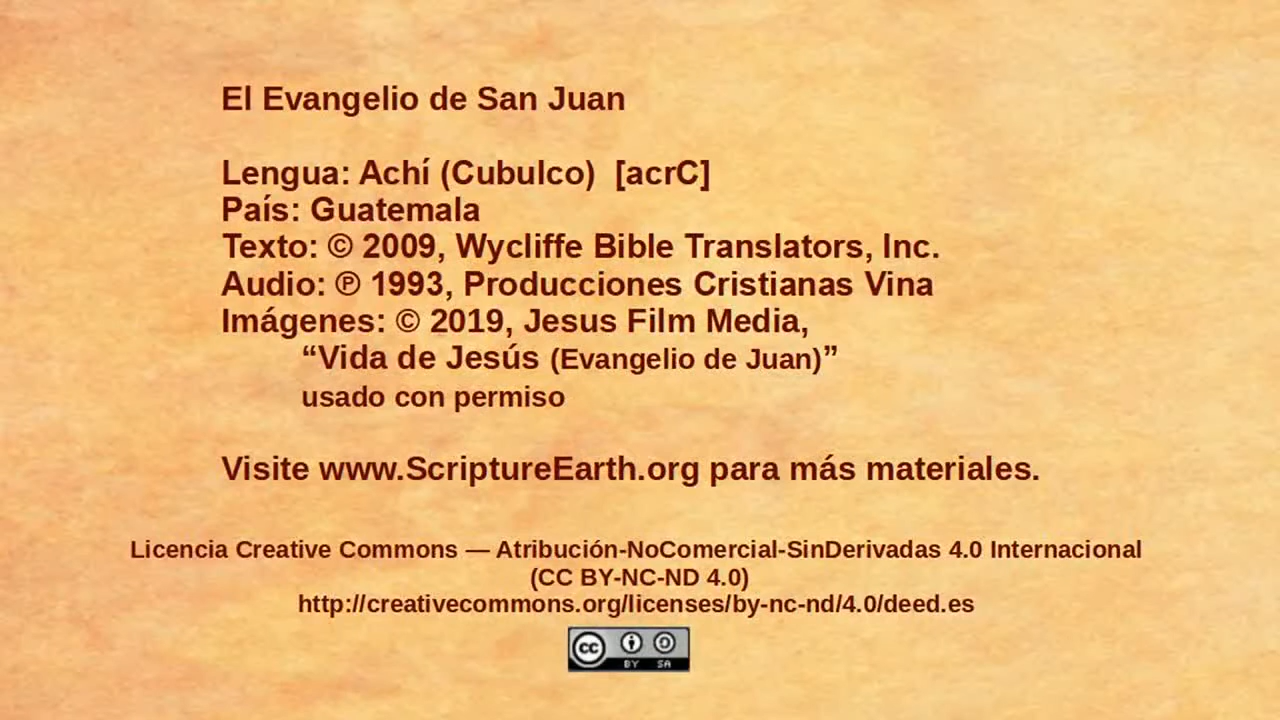 El Evangelio de San Juan
Lengua: Achí (Cubulco) [acrC]
País: Guatemala
Texto: © 2009, Wycliffe Bible Translators, Inc.
Audio: ℗ 1993, Producciones Cristianas Vina
Imágenes: © 2019, Jesus Film Media,
“Vida de Jesús (Evangelio de Juan)”
usado con permiso
Visite www.ScriptureEarth.org para más materiales.
Licencia Creative Commons — Atribución-NoComercial-SinDerivadas 4.0 Internacional
(CC BY-NC-ND 4.0)
http://creativecommons.org/licenses/by-nc-nd/4.0/deed.es
cc
BY SA